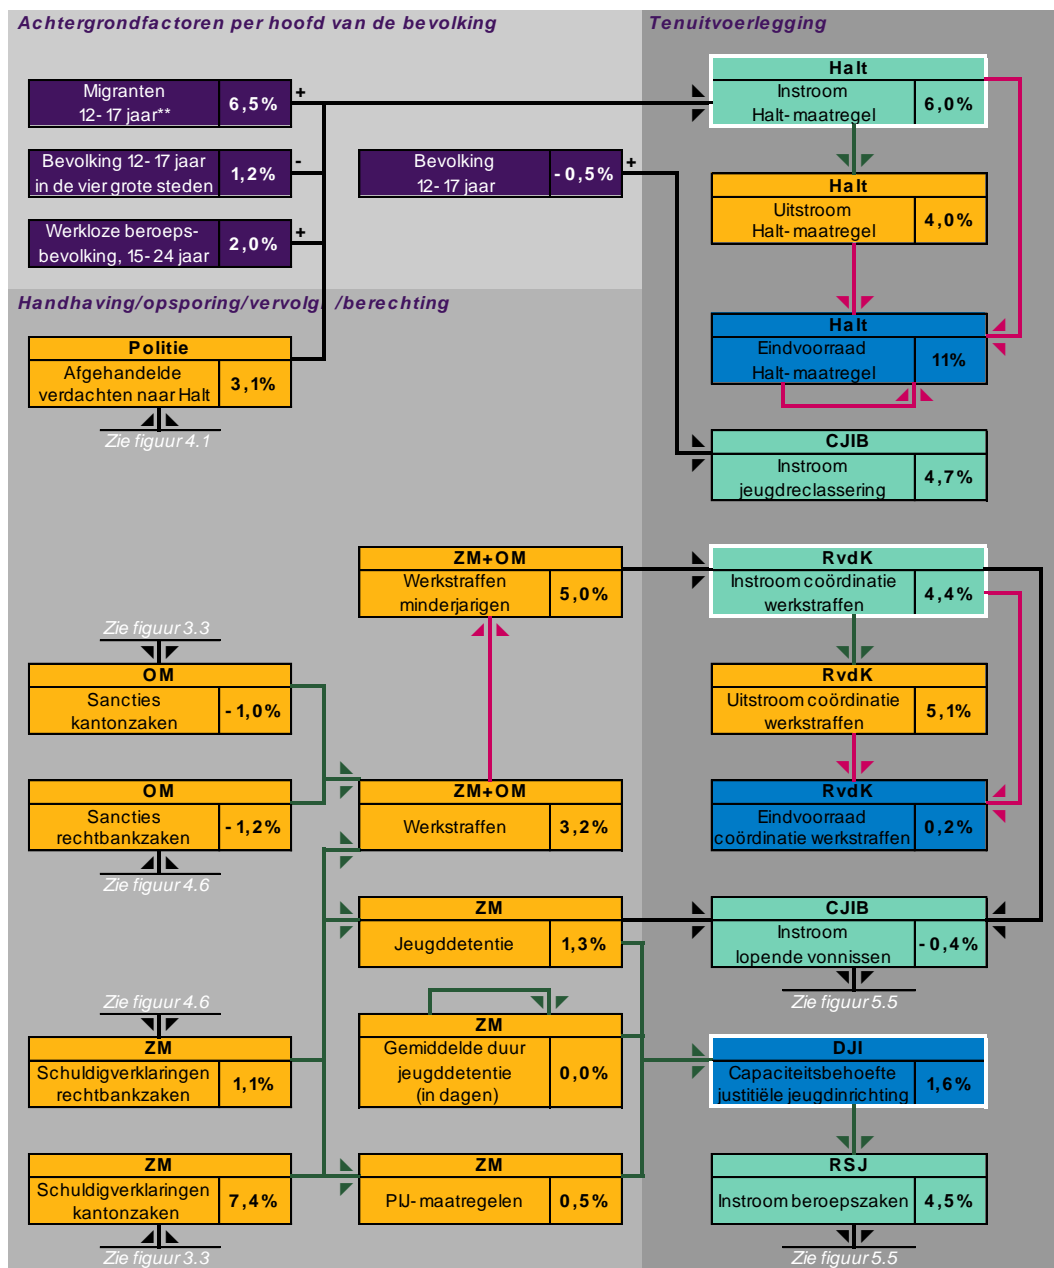 Achtergrondfactoren per hoofd van de bevolking
Tenuitvoerlegging
Migranten
12-17 jaar**
6,5%
+
Bevolking 12-17 jaar
in de vier grote steden
1,2%
-
Werkloze beroeps-
bevolking, 15-24 jaar
2,0%
+
Bevolking
12-17 jaar
-0,5%
+
Halt
Instroom
Halt-maatregel
6,0%
Halt
Uitstroom
Halt-maatregel
4,0%
Halt
Eindvoorraad
Halt-maatregel
11%
CJIB
Instroom
jeugdreclassering
4,7%
Handhaving/opsporing/vervolg. /berechting
Politie
Afgehandelde
verdachten naar Halt
3,1%
Zie figuur 4.1
ZM+OM
Werkstraffen
minderjarigen
5,0%
RvdK
Instroom coördinatie
werkstraffen
4,4%
Zie figuur 3.3
OM
Sancties
kantonzaken
-1,0%
RvdK
Uitstroom coördinatie
werkstraffen
5,1%
OM
Sancties
rechtbankzaken
-1,2%
Zie figuur 4.6
ZM+OM
Werkstraffen
3,2%
RvdK
Eindvoorraad
coördinatie werkstraffen
0,2%
ZM
Jeugddetentie
1,3%
CJIB
Instroom
lopende vonnissen
-0,4%
Zie figuur 5.5
Zie figuur 4.6
ZM
Schuldigverklaringen
rechtbankzaken
1,1%
ZM
Gemiddelde duur
jeugddetentie
(in dagen)
0,0%
DJI
Capaciteitsbehoefte
justitiële jeugdinrichting
1,6%
ZM
Schuldigverklaringen
kantonzaken
7,4%
Zie figuur 3.3
ZM
PIJ-maatregelen
0,5%
RSJ
Instroom beroepszaken
4,5%
Zie figuur 5.5